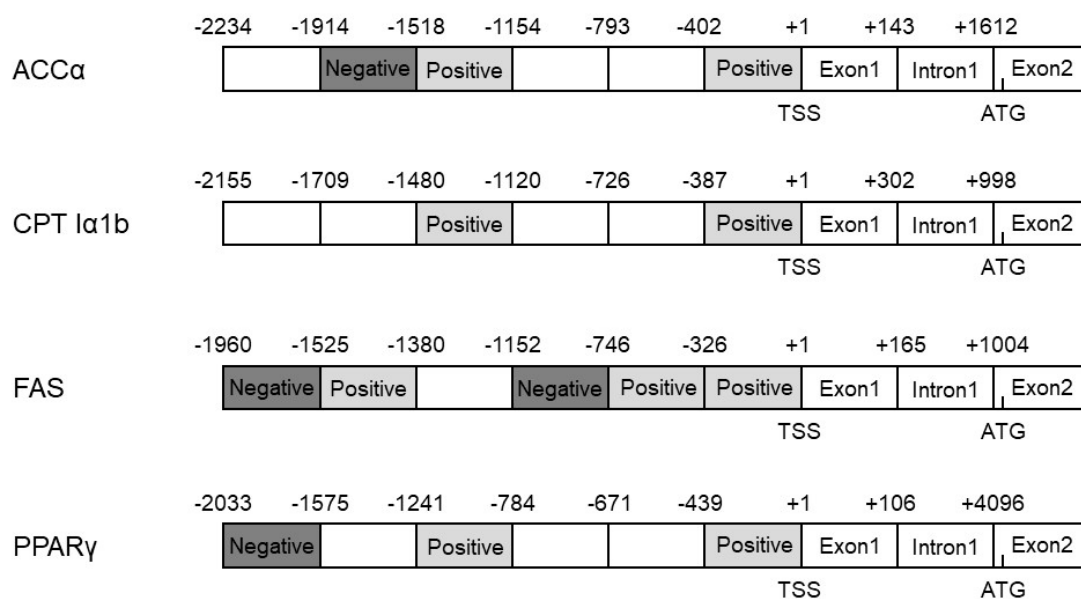 -2234 -1914 -1518 -1154 -793 -402 +1 +143 +1612
ACCα Negative Positive Positive Exon1 Intron1 Exon2
TSS ATG
-2155 -1709 -1480 -1120 -726 -387 +1 +302 +998
CPT Iα1b Positive Positive Exon1 Intron1 Exon2
TSS ATG
-1960 -1525 -1380 -1152 -746 -326 +1 +165 +1004
FAS Negative Positive Negative Positive Positive Exon1 Intron1 Exon2
TSS ATG
-2033 -1575 -1241 -784 -671 -439 +1 +106 +4096
PPARγ Negative Positive Positive Exon1 Intron1 Exon2
TSS ATG